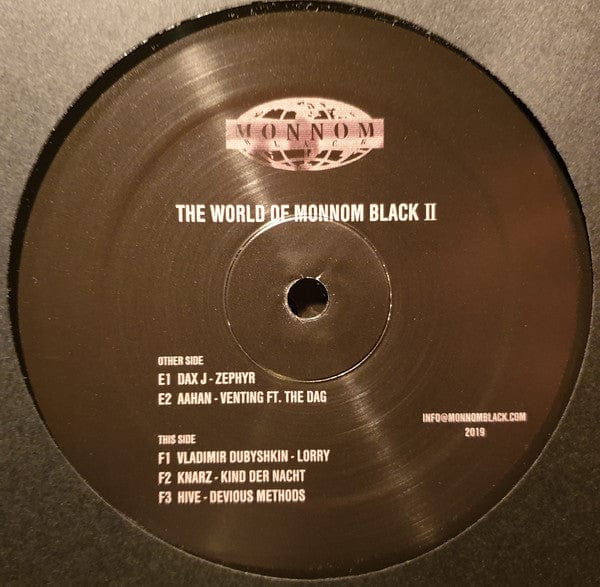 MONNOM
BLACK
THE WORLD OF MONNOM BLACK II
OTHER SIDE
E1 DAX J - ZEPHYR
E2 AAHAN - VENTING FT. THE DAG
INFO@MONNOMBLACK.COM
2019
THIS SIDE
F1 VLADIMIR DUBYSHKIN - LORRY
F2 KNARZ - KIND DER NACHT
F3 HIVE - DEVIOUS METHODS